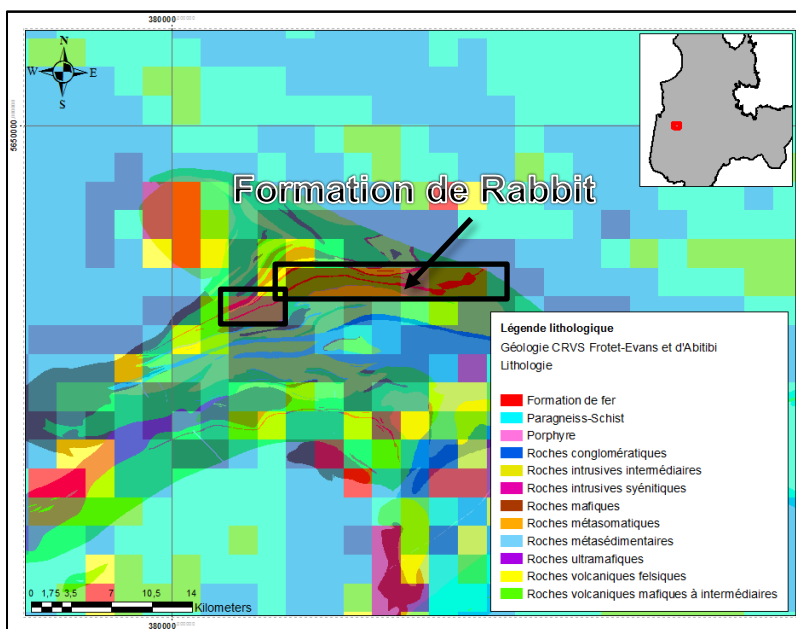 380000
N
W E
S
5650000
Formation de Rabbit
Légende lithologique
Géologie CRVS Frotet-Evans et d'Abitibi
Lithologie
Formation de fer
Paragneiss-Schist
Porphyre
Roches conglomératiques
Roches intrusives intermédiaires
Roches intrusives syénitiques
Roches mafiques
Roches métasomatiques
Roches métasédimentaires
Roches ultramafiques
Roches volcaniques felsiques
Roches volcaniques mafiques à intermédiaires
0 1,75 3,5 7 10,5 14
Kilometers
380000